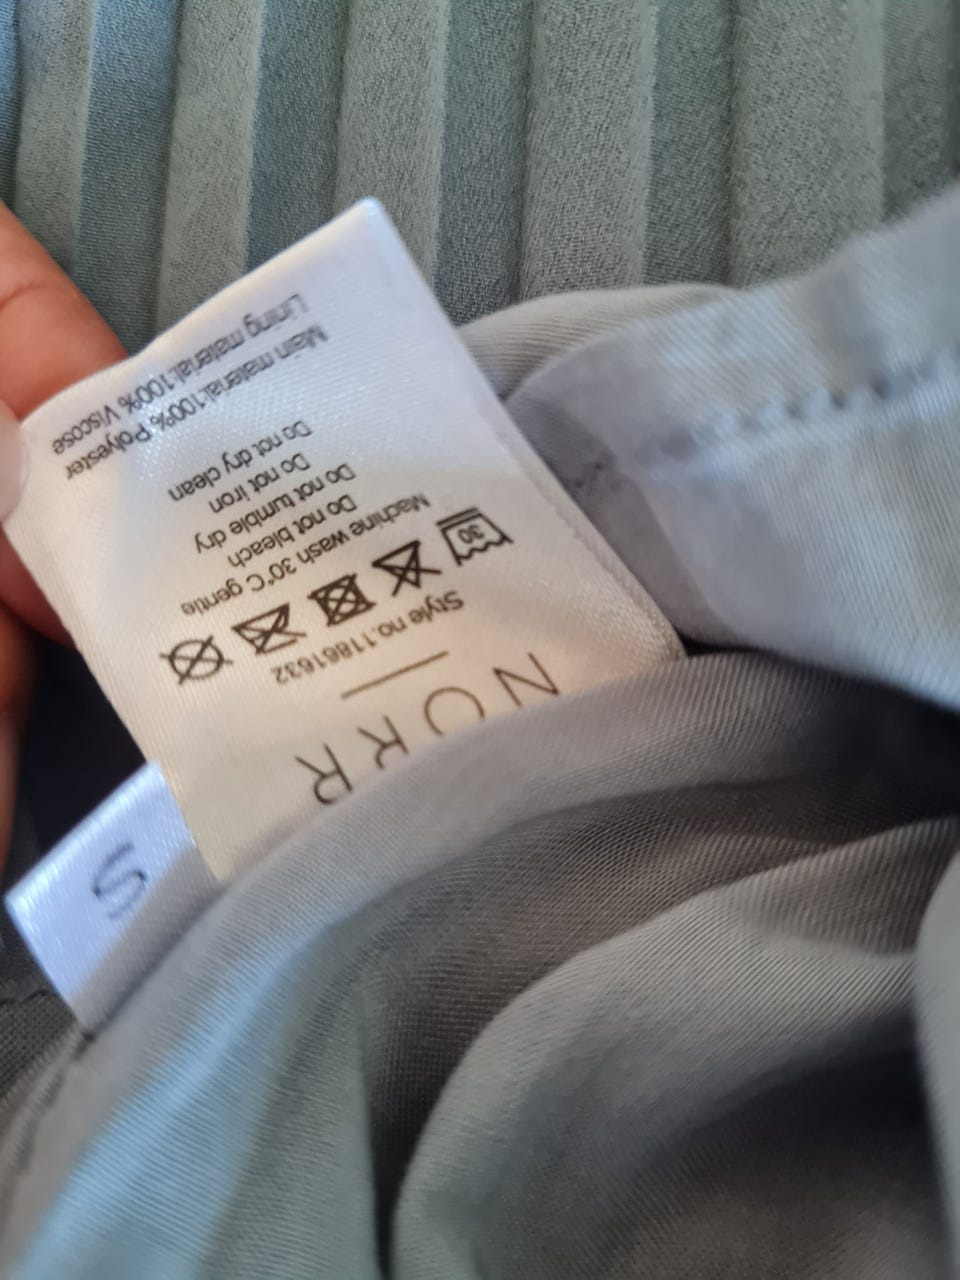 NORR
Style no.11861632
30
Machine wash 30°C gentle
Do not bleach
Do not tumble dry
Do not iron
Do not dry clean
Main material:100% Polyester
Lining material:100% Viscose
S